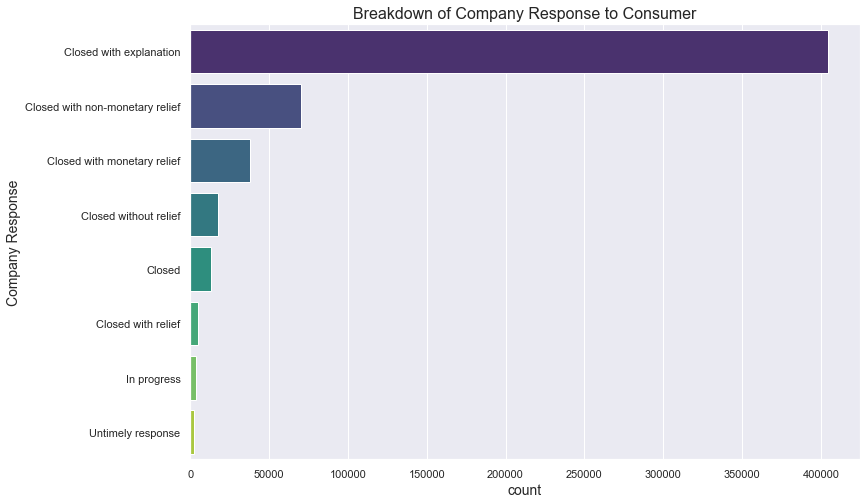 Breakdown of Company Response to Consumer
Company Response
Closed with explanation
Closed with non-monetary relief
Closed with monetary relief
Closed without relief
Closed
Closed with relief
In progress
Untimely response
0 50000 100000 150000 200000 250000 300000 350000 400000
count